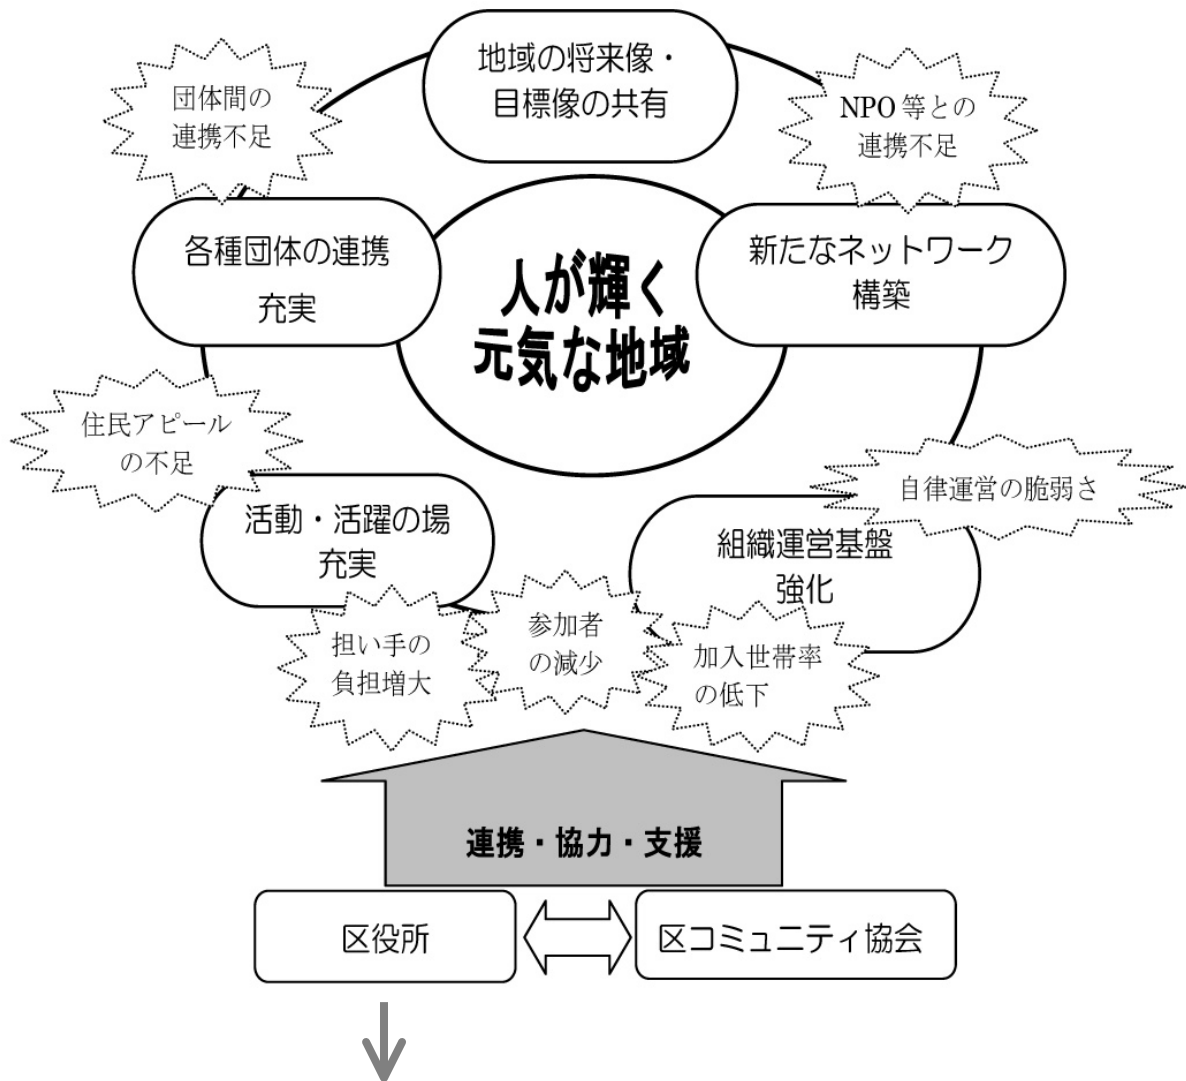 地域の将来像・
目標像の共有
団体間の
連携不足
NPO 等との
連携不足
各種団体の連携
充実
新たなネットワーク
構築
人が輝く
元気な地域
住民アピール
の不足
自律運営の脆弱さ
活動・活躍の場
充実
組織運営基盤
強化
担い手の
負担増大
参加者
の減少
加入世帯率
の低下
連携・協力・支援
区役所
区コミュニティ協会